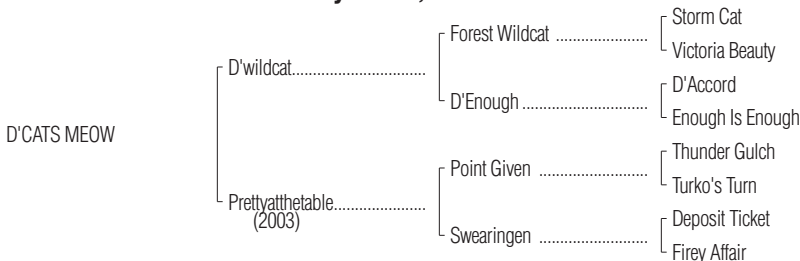 Storm Cat
Forest Wildcat ......................
Victoria Beauty
D'wildcat................................
D'Accord
D'Enough ..............................
Enough Is Enough
D'CATS MEOW
Thunder Gulch
Point Given ..........................
Turko's Turn
Prettyatthetable......................
(2003)
Deposit Ticket
Swearingen ..........................
Firey Affair